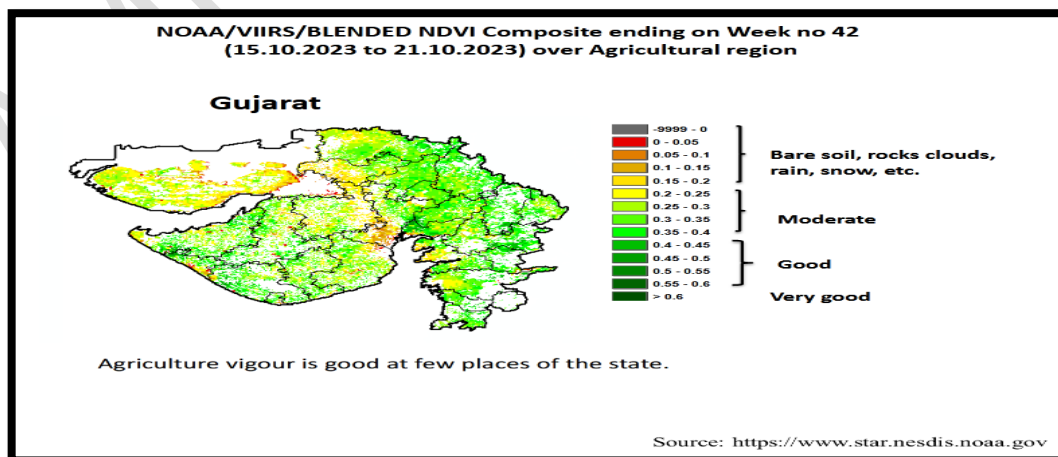 NOAA/VIIRS/BLENDED NDVI Composite ending on Week no 42
(15.10.2023 to 21.10.2023) over Agricultural region
Gujarat
-9999 - 0
0 - 0.05
0.05 - 0.1
0.1 - 0.15
0.15 - 0.2
0.2 - 0.25
0.25 - 0.3
0.3 - 0.35
0.35 - 0.4
0.4 - 0.45
0.45 - 0.5
0.5 - 0.55
0.55 - 0.6
> 0.6
Bare soil, rocks clouds,
rain, snow, etc.
Moderate
Good
Very good
Agriculture vigour is good at few places of the state.
Source: https://www.star.nesdis.noaa.gov